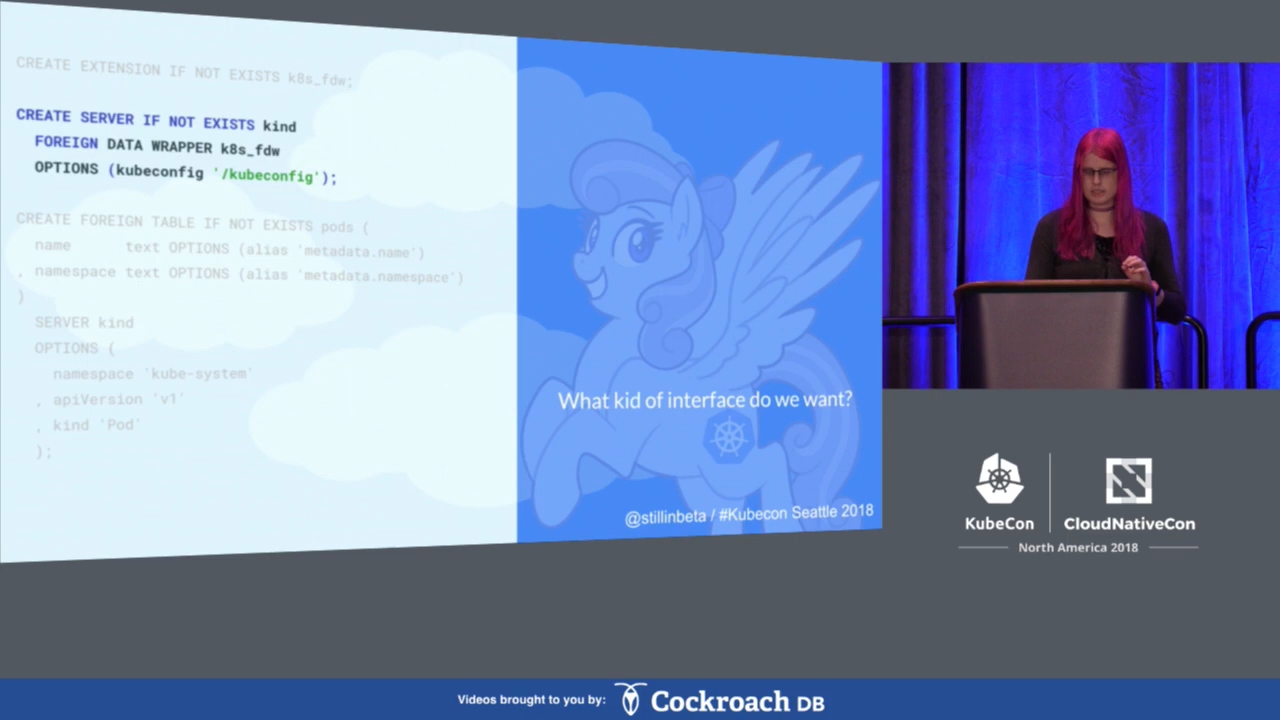 CREATE EXTENSION IF NOT EXISTS k8s_fdw;
CREATE SERVER IF NOT EXISTS kind
FOREIGN DATA WRAPPER k8s_fdw
OPTIONS (kubeconfig '/kubeconfig');
CREATE FOREIGN TABLE IF NOT EXISTS pods (
name text OPTIONS (alias 'metadata.name')
, namespace text OPTIONS (alias 'metadata.namespace')
)
SERVER kind
OPTIONS (
namespace 'kube-system'
, apiVersion 'v1'
, kind 'Pod'
);
What kid of interface do we want?
@stillinbeta / #Kubecon Seattle 2018
KubeCon
CloudNativeCon
North America 2018
Videos brought to you by:
Cockroach DB